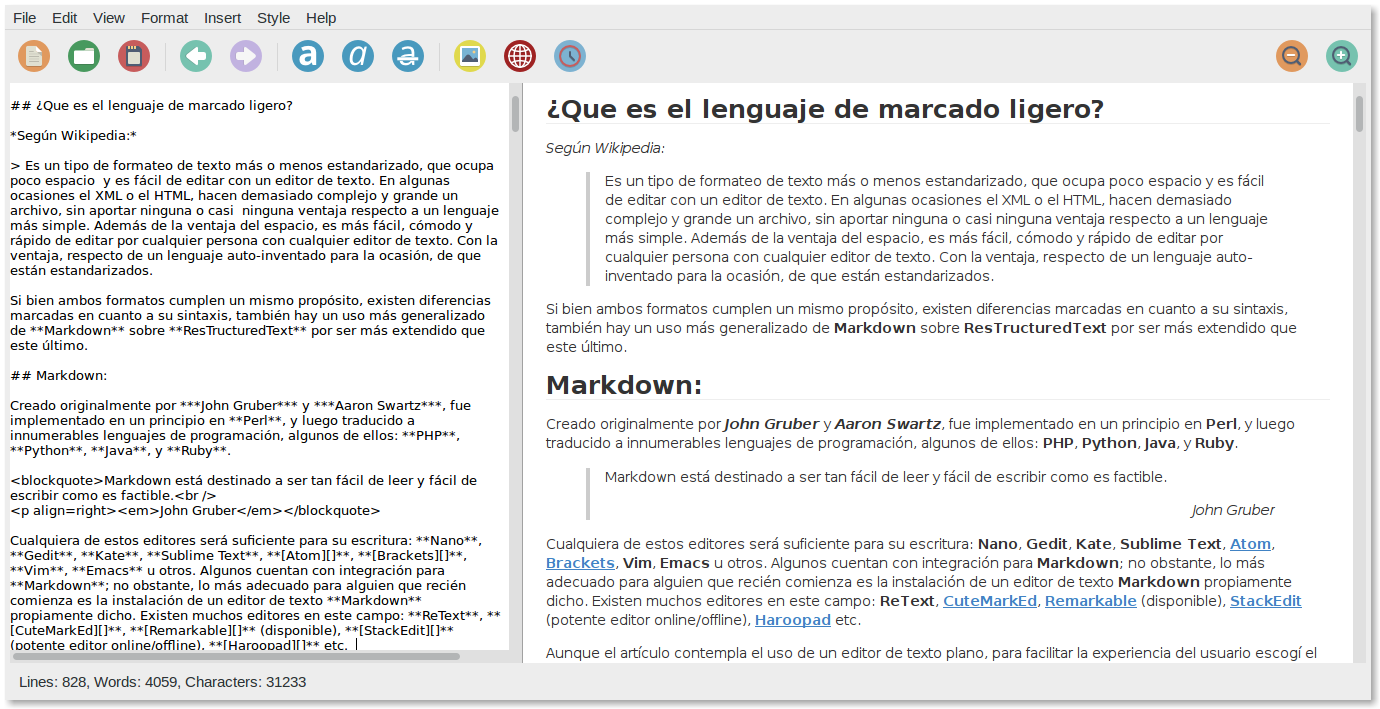 File Edit View Format Insert Style Help
## ¿Que es el lenguaje de marcado ligero?
*Según Wikipedia:*
> Es un tipo de formateo de texto más o menos estandarizado, que ocupa
poco espacio  y es fácil de editar con un editor de texto. En algunas
ocasiones el XML o el HTML, hacen demasiado complejo y grande un
archivo, sin aportar ninguna o casi  ninguna ventaja respecto a un lenguaje
más simple. Además de la ventaja del espacio, es más fácil, cómodo y
rápido de editar por cualquier persona con cualquier editor de texto. Con la
ventaja, respecto de un lenguaje auto-inventado para la ocasión, de que
están estandarizados.
Si bien ambos formatos cumplen un mismo propósito, existen diferencias
marcadas en cuanto a su sintaxis, también hay un uso más generalizado
de **Markdown** sobre **ResTructuredText** por ser más extendido que
este último.
## Markdown:
Creado originalmente por ***John Gruber*** y ***Aaron Swartz***, fue
implementado en un principio en **Perl**, y luego traducido a
innumerables lenguajes de programación, algunos de ellos: **PHP**,
**Python**, **Java**, y **Ruby**.
<blockquote>Markdown está destinado a ser tan fácil de leer y fácil de
escribir como es factible.<br />
<p align=right><em>John Gruber</em></blockquote>
Cualquiera de estos editores será suficiente para su escritura: **Nano**,
**Gedit**, **Kate**, **Sublime Text**, **[Atom][]**, **[Brackets][]**,
**Vim**, **Emacs** u otros. Algunos cuentan con integración para
**Markdown**; no obstante, lo más adecuado para alguien que recién
comienza es la instalación de un editor de texto **Markdown**
propiamente dicho. Existen muchos editores en este campo: **ReText**, **
[CuteMarkEd][]**, **[Remarkable][]** (disponible), **[StackEdit][]**
(potente editor online/offline), **[Haroopad][]** etc.
¿Que es el lenguaje de marcado ligero?
Según Wikipedia:
Es un tipo de formateo de texto más o menos estandarizado, que ocupa poco espacio y es fácil
de editar con un editor de texto. En algunas ocasiones el XML o el HTML, hacen demasiado
complejo y grande un archivo, sin aportar ninguna o casi ninguna ventaja respecto a un lenguaje
más simple. Además de la ventaja del espacio, es más fácil, cómodo y rápido de editar por
cualquier persona con cualquier editor de texto. Con la ventaja, respecto de un lenguaje auto-
inventado para la ocasión, de que están estandarizados.
Si bien ambos formatos cumplen un mismo propósito, existen diferencias marcadas en cuanto a su sintaxis,
también hay un uso más generalizado de Markdown sobre ResTructuredText por ser más extendido que
este último.
Markdown:
Creado originalmente por John Gruber y Aaron Swartz, fue implementado en un principio en Perl, y luego
traducido a innumerables lenguajes de programación, algunos de ellos: PHP, Python, Java, y Ruby.
Markdown está destinado a ser tan fácil de leer y fácil de escribir como es factible.
John Gruber
Cualquiera de estos editores será suficiente para su escritura: Nano, Gedit, Kate, Sublime Text, Atom,
Brackets, Vim, Emacs u otros. Algunos cuentan con integración para Markdown; no obstante, lo más
adecuado para alguien que recién comienza es la instalación de un editor de texto Markdown propiamente
dicho. Existen muchos editores en este campo: ReText, CuteMarkEd, Remarkable (disponible), StackEdit
(potente editor online/offline), Haroopad etc.
Aunque el artículo contempla el uso de un editor de texto plano, para facilitar la experiencia del usuario escogí el
Lines: 828, Words: 4059, Characters: 31233